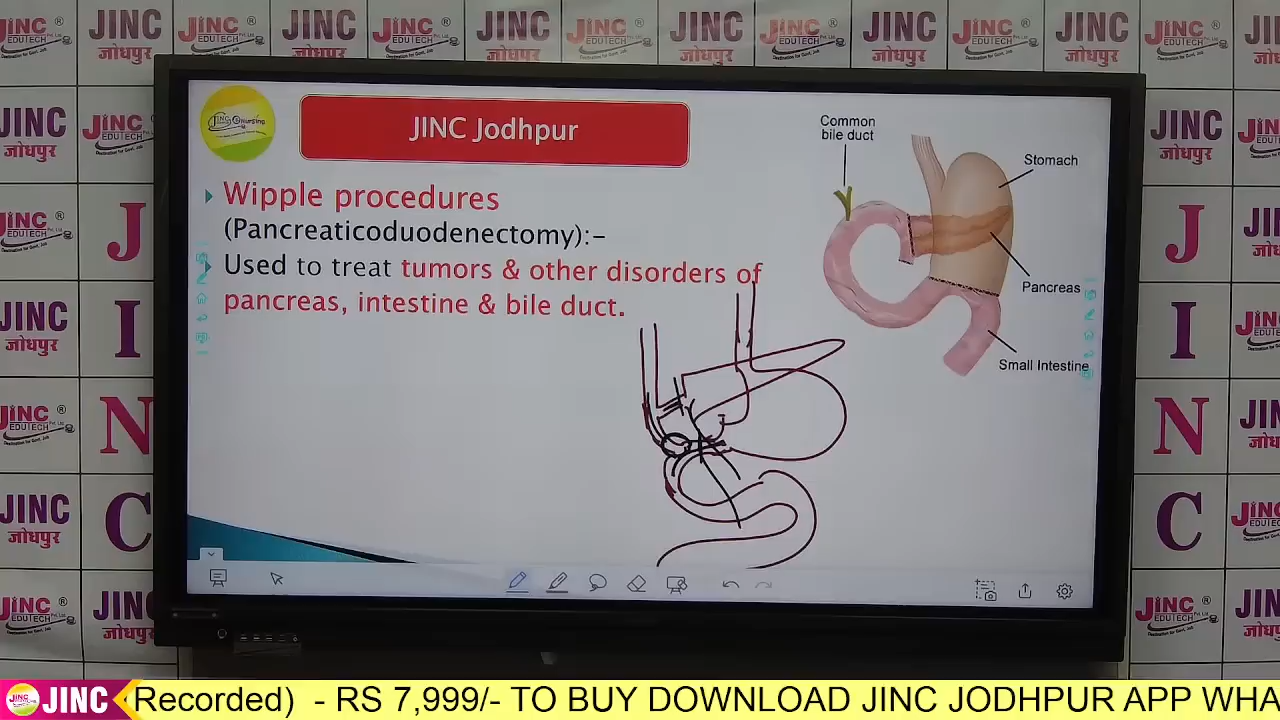 JINC Jodhpur
Wipple procedures
(Pancreaticoduodenectomy):-
Used to treat tumors & other disorders of
pancreas, intestine & bile duct.
Common
bile duct
Stomach
Pancreas
Small Intestine
JINC
EDUTECH
जोधपुर
J
I
N
C
J
I
N
C
JINC
Recorded) - RS 7,999/- TO BUY DOWNLOAD JINC JODHPUR APP WHA